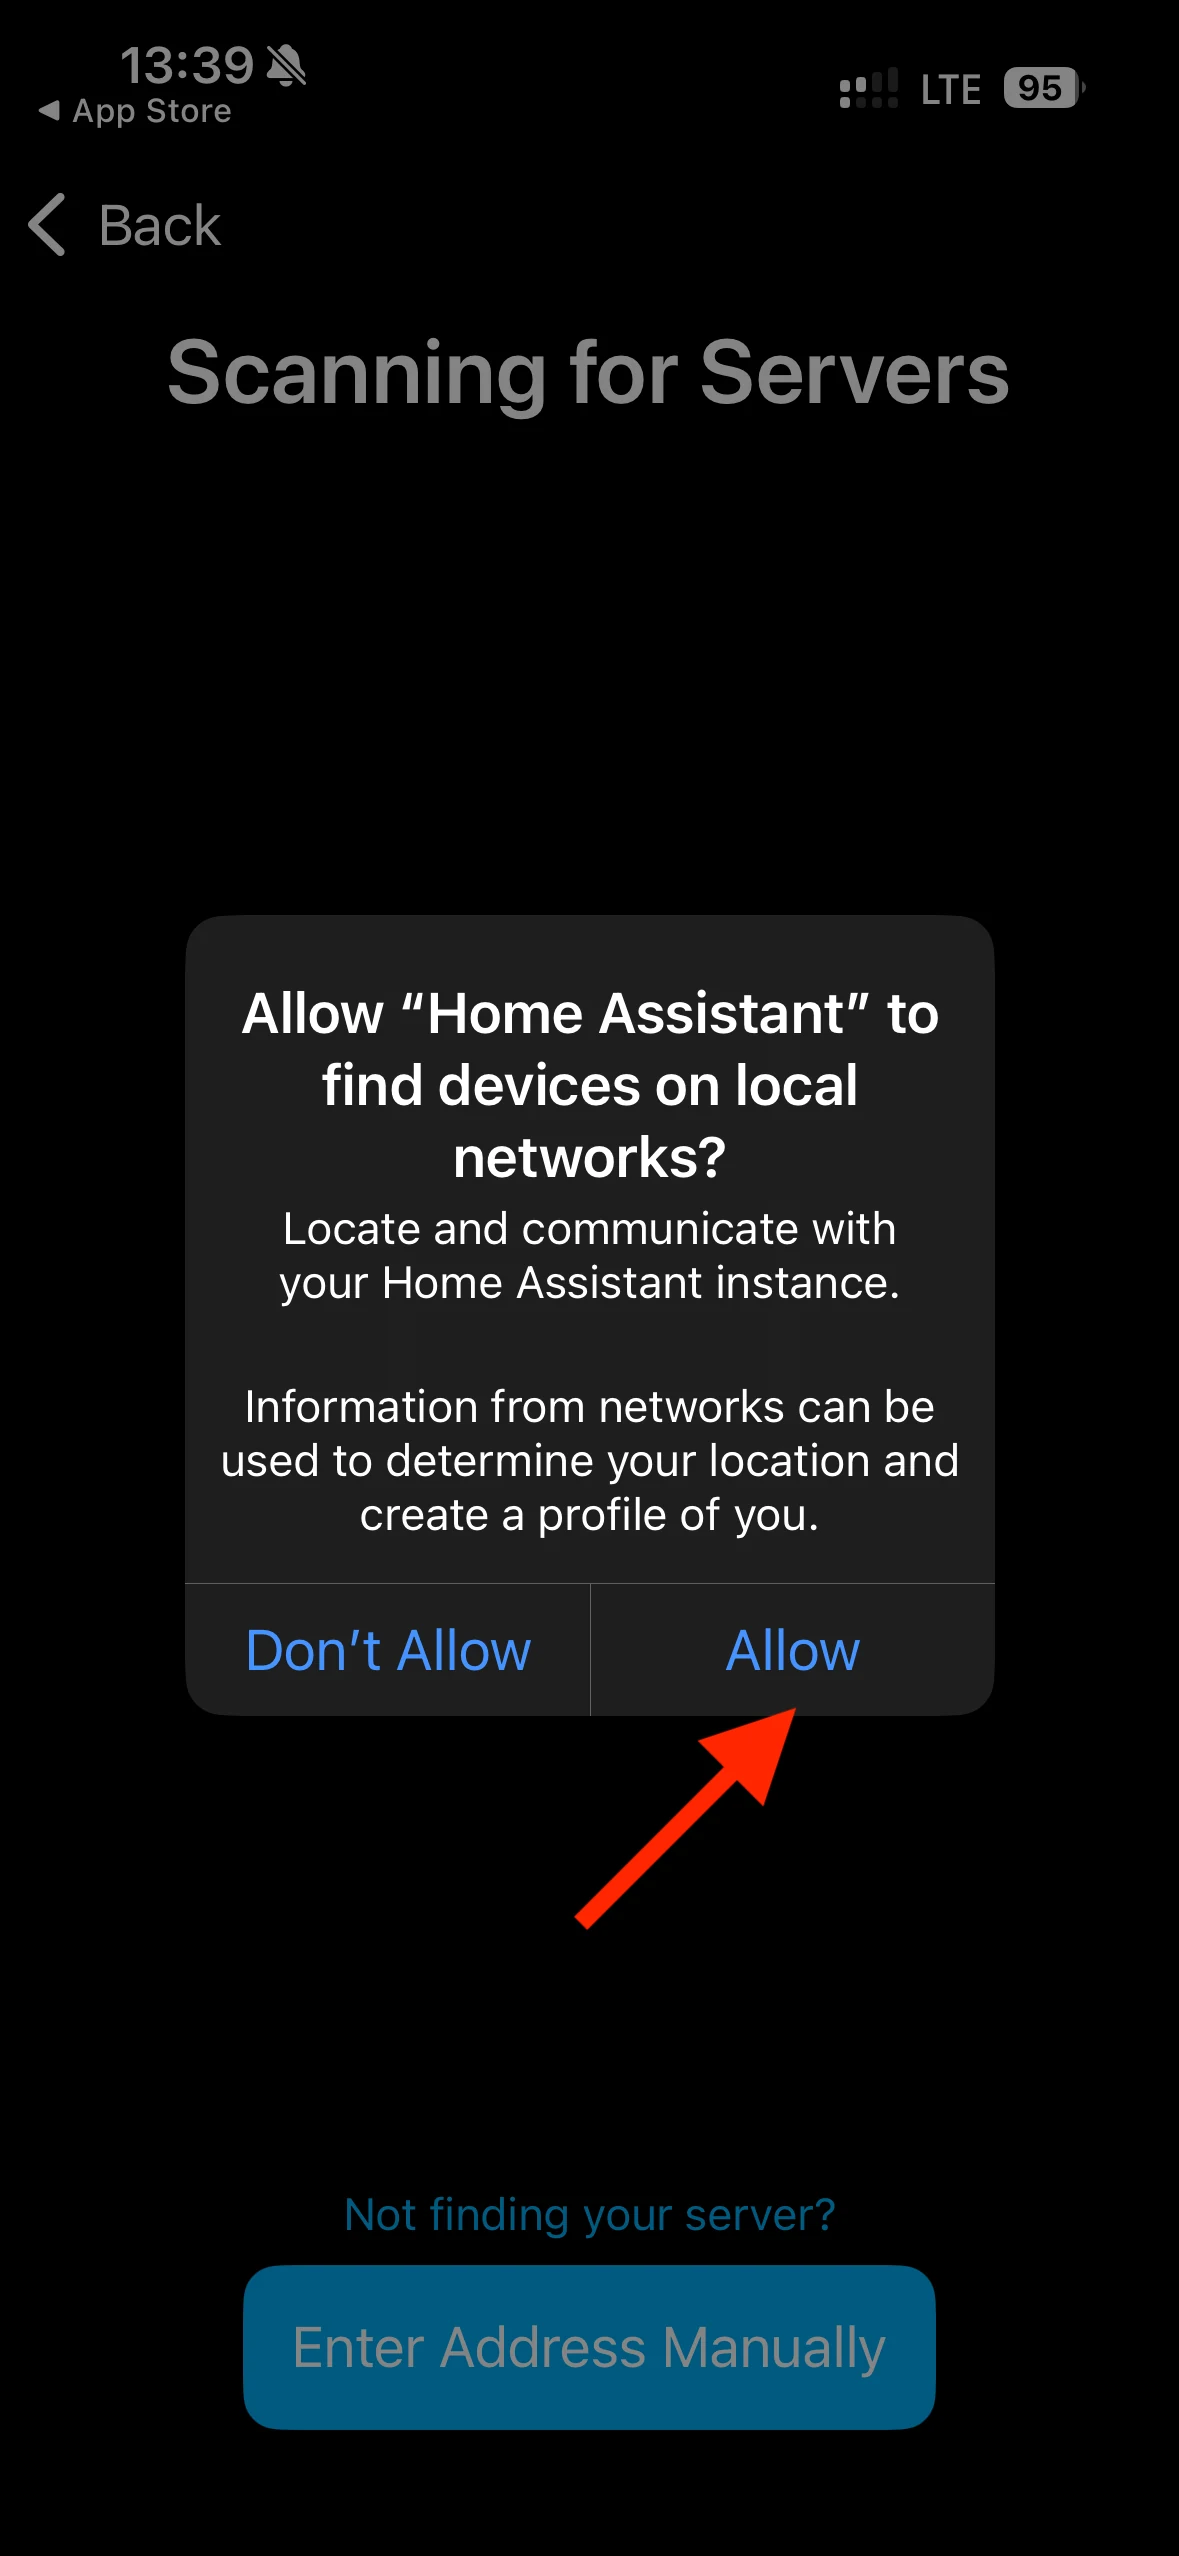 13:39
App Store
LTE
95
Back
Scanning for Servers
Allow “Home Assistant” to
find devices on local
networks?
Locate and communicate with
your Home Assistant instance.
Information from networks can be
used to determine your location and
create a profile of you.
Don’t Allow
Allow
Not finding your server?
Enter Address Manually